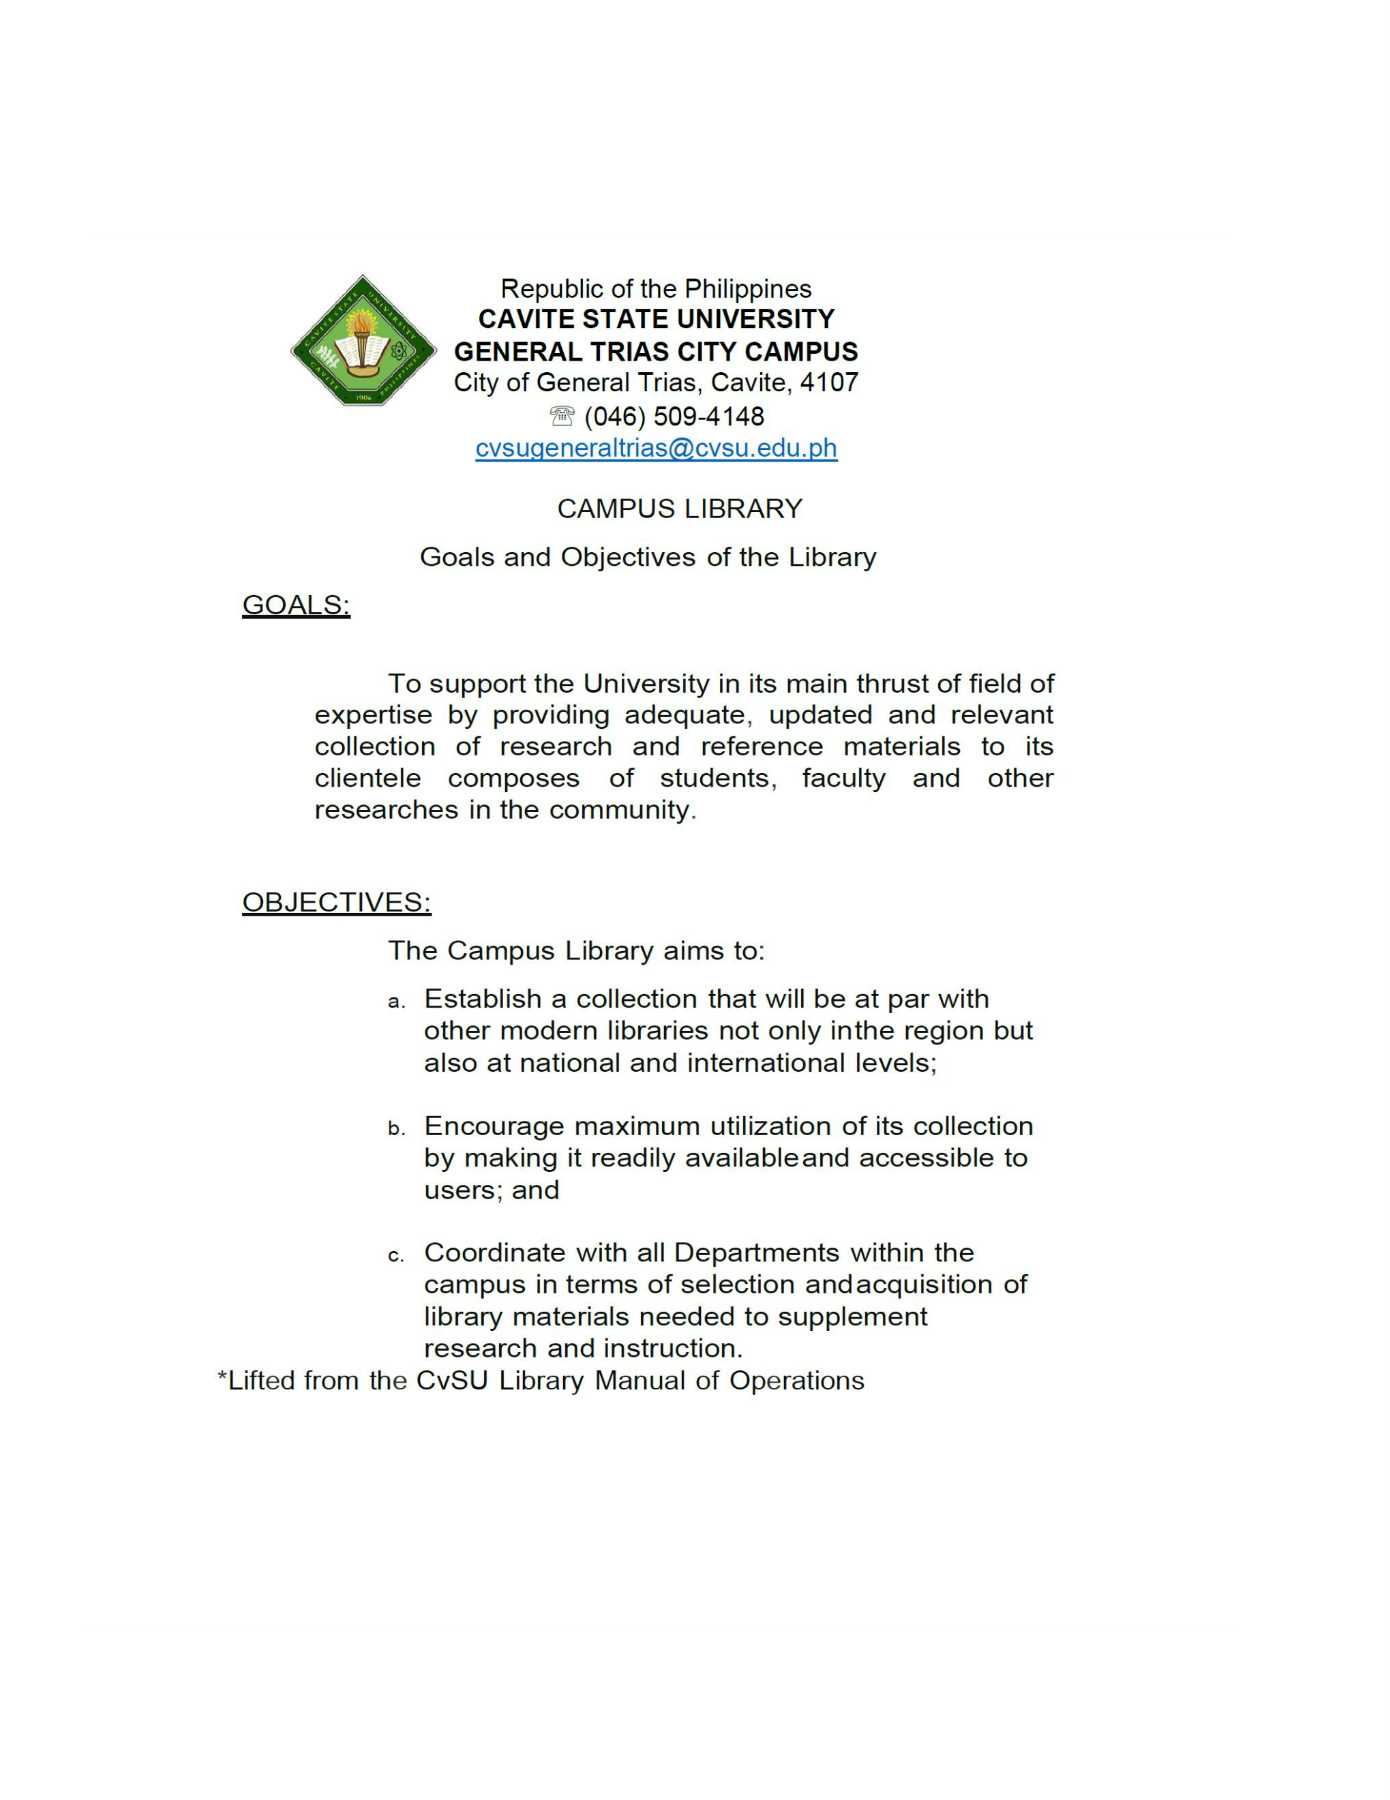 Republic of the Philippines
CAVITE STATE UNIVERSITY
GENERAL TRIAS CITY CAMPUS
City of General Trias, Cavite, 4107
☏ (046) 509-4148
cvsugeneraltrias@cvsu.edu.ph
CAVITE STATE UNIVERSITY
CAVITE 1906 PHILIPPINES
CAMPUS LIBRARY
Goals and Objectives of the Library
GOALS:
To support the University in its main thrust of field of
expertise by providing adequate, updated and relevant
collection of research and reference materials to its
clientele composes of students, faculty and other
researches in the community.
OBJECTIVES:
The Campus Library aims to:
a. Establish a collection that will be at par with
other modern libraries not only inthe region but
also at national and international levels;
b. Encourage maximum utilization of its collection
by making it readily availableand accessible to
users; and
c. Coordinate with all Departments within the
campus in terms of selection andacquisition of
library materials needed to supplement
research and instruction.
*Lifted from the CvSU Library Manual of Operations